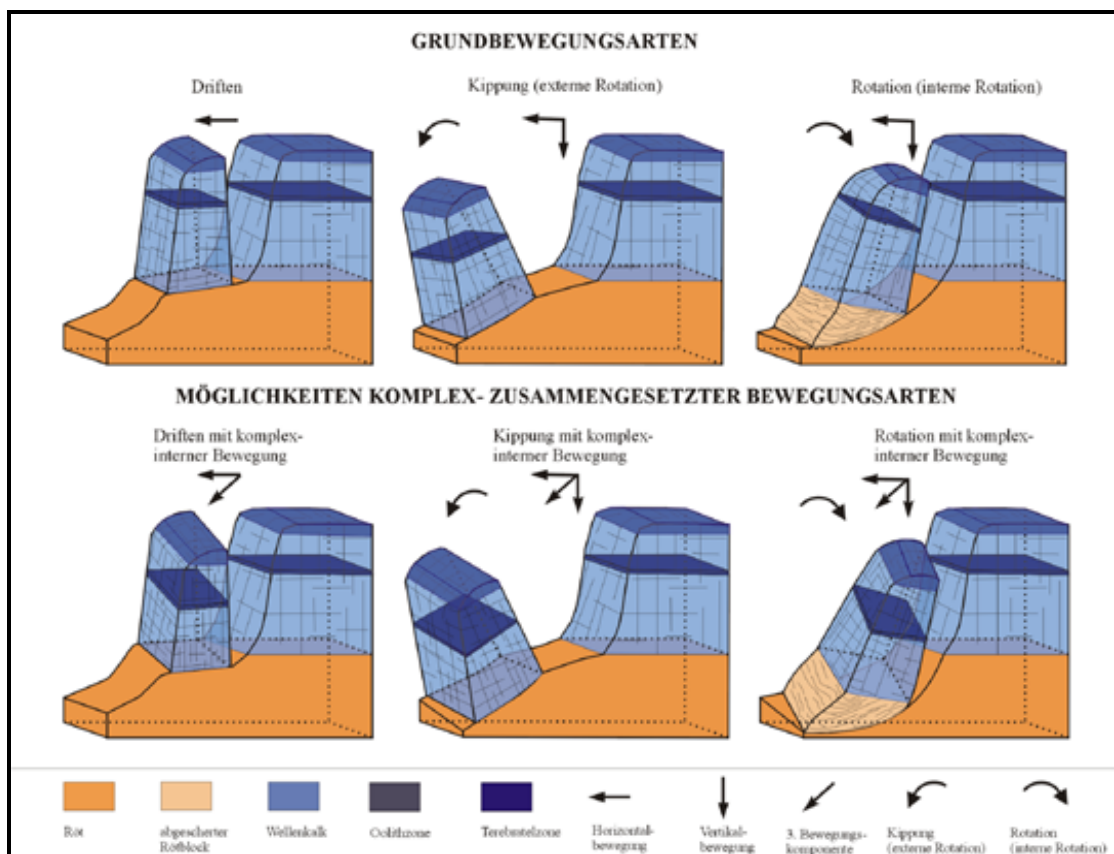 GRUNDBEWEGUNGSARTEN
Driften
Kippung (externe Rotation)
Rotation (interne Rotation)
MÖGLICHKEITEN KOMPLEX- ZUSAMMENGESETZTER BEWEGUNGSARTEN
Driften mit komplex-
interner Bewegung
Kippung mit komplex-
interner Bewegung
Rotation mit komplex-
interner Bewegung
Röt
abgescherter
Rötblock
Wellenkalk
Oolithzone
Terebratelzone
Horizontal-
bewegung
Vertikal-
bewegung
3. Bewegungs-
komponente
Kippung
(externe Rotation)
Rotation
(interne Rotation)